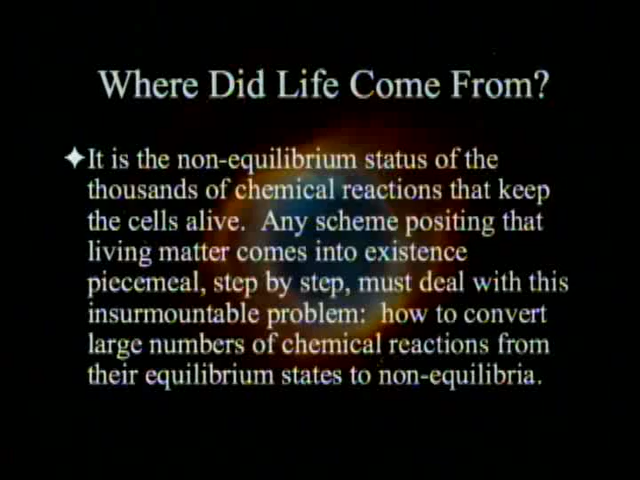 Where Did Life Come From?
It is the non-equilibrium status of the
thousands of chemical reactions that keep
the cells alive.  Any scheme positing that
living matter comes into existence
piecemeal, step by step, must deal with this
insurmountable problem:  how to convert
large numbers of chemical reactions from
their equilibrium states to non-equilibria.